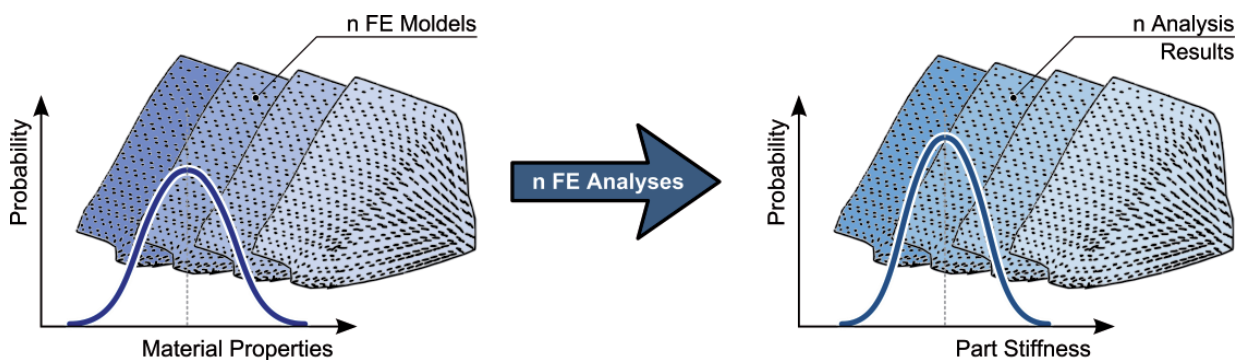 n FE Moldels
Probability
Material Properties
n FE Analyses
n Analysis
Results
Probability
Part Stiffness